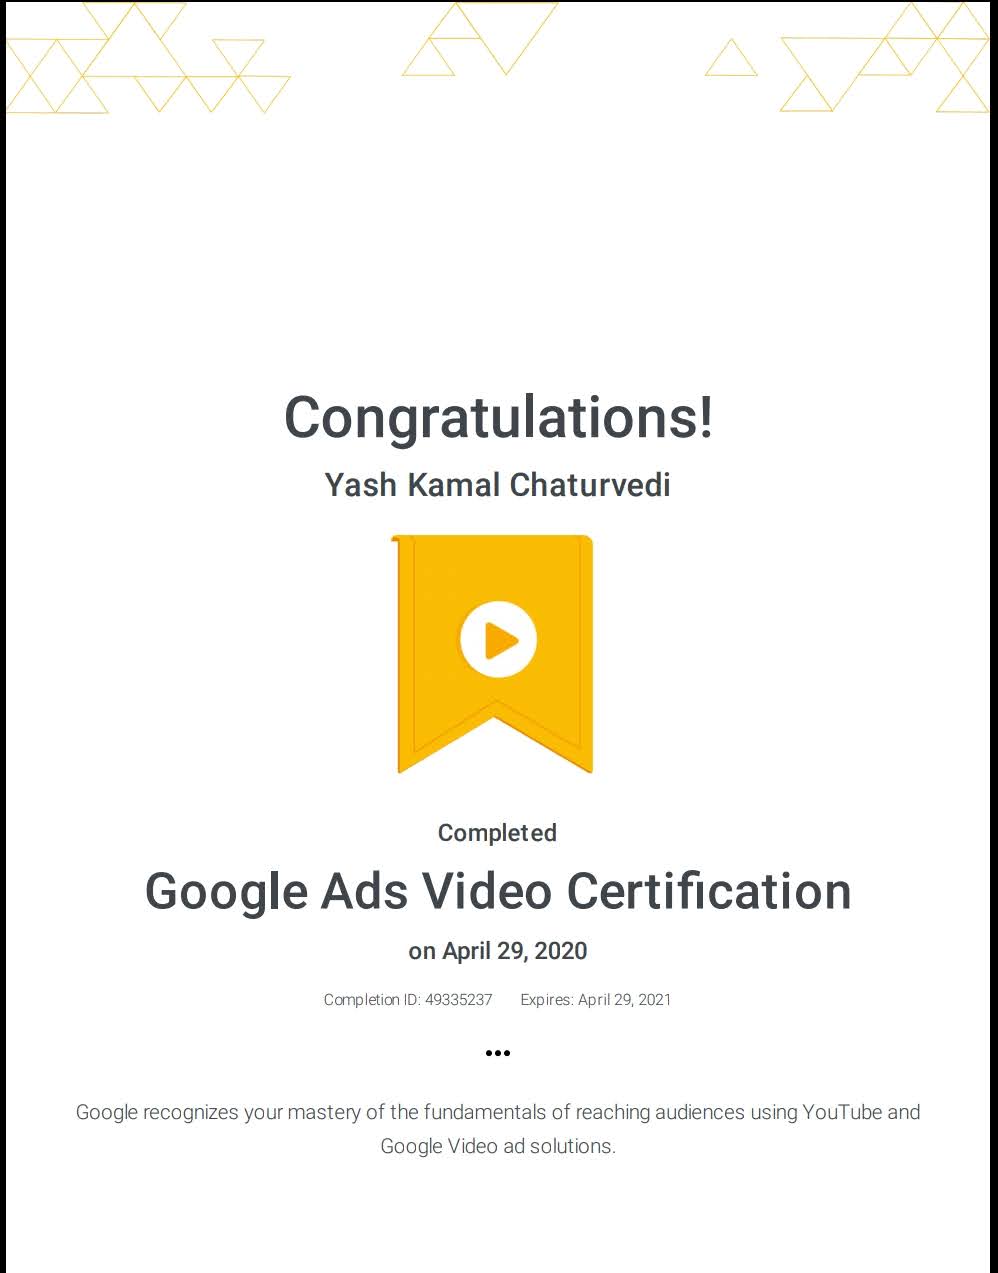 Congratulations!
Yash Kamal Chaturvedi
Completed
Google Ads Video Certification
on April 29, 2020
Completion ID: 49335237 Expires: April 29, 2021
•••
Google recognizes your mastery of the fundamentals of reaching audiences using YouTube and
Google Video ad solutions.